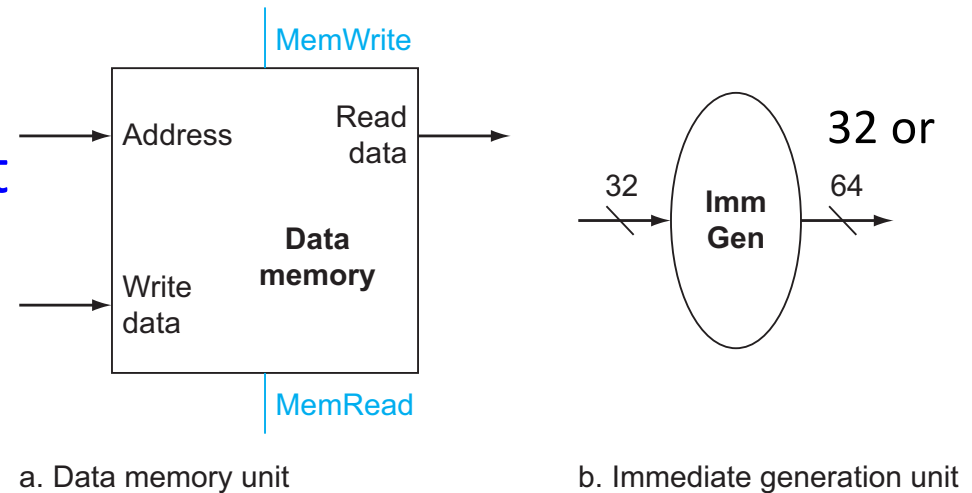 MemWrite
Address
Read
data
t
Data
memory
Write
data
MemRead
a. Data memory unit
32 or
32
64
Imm
Gen
b. Immediate generation unit